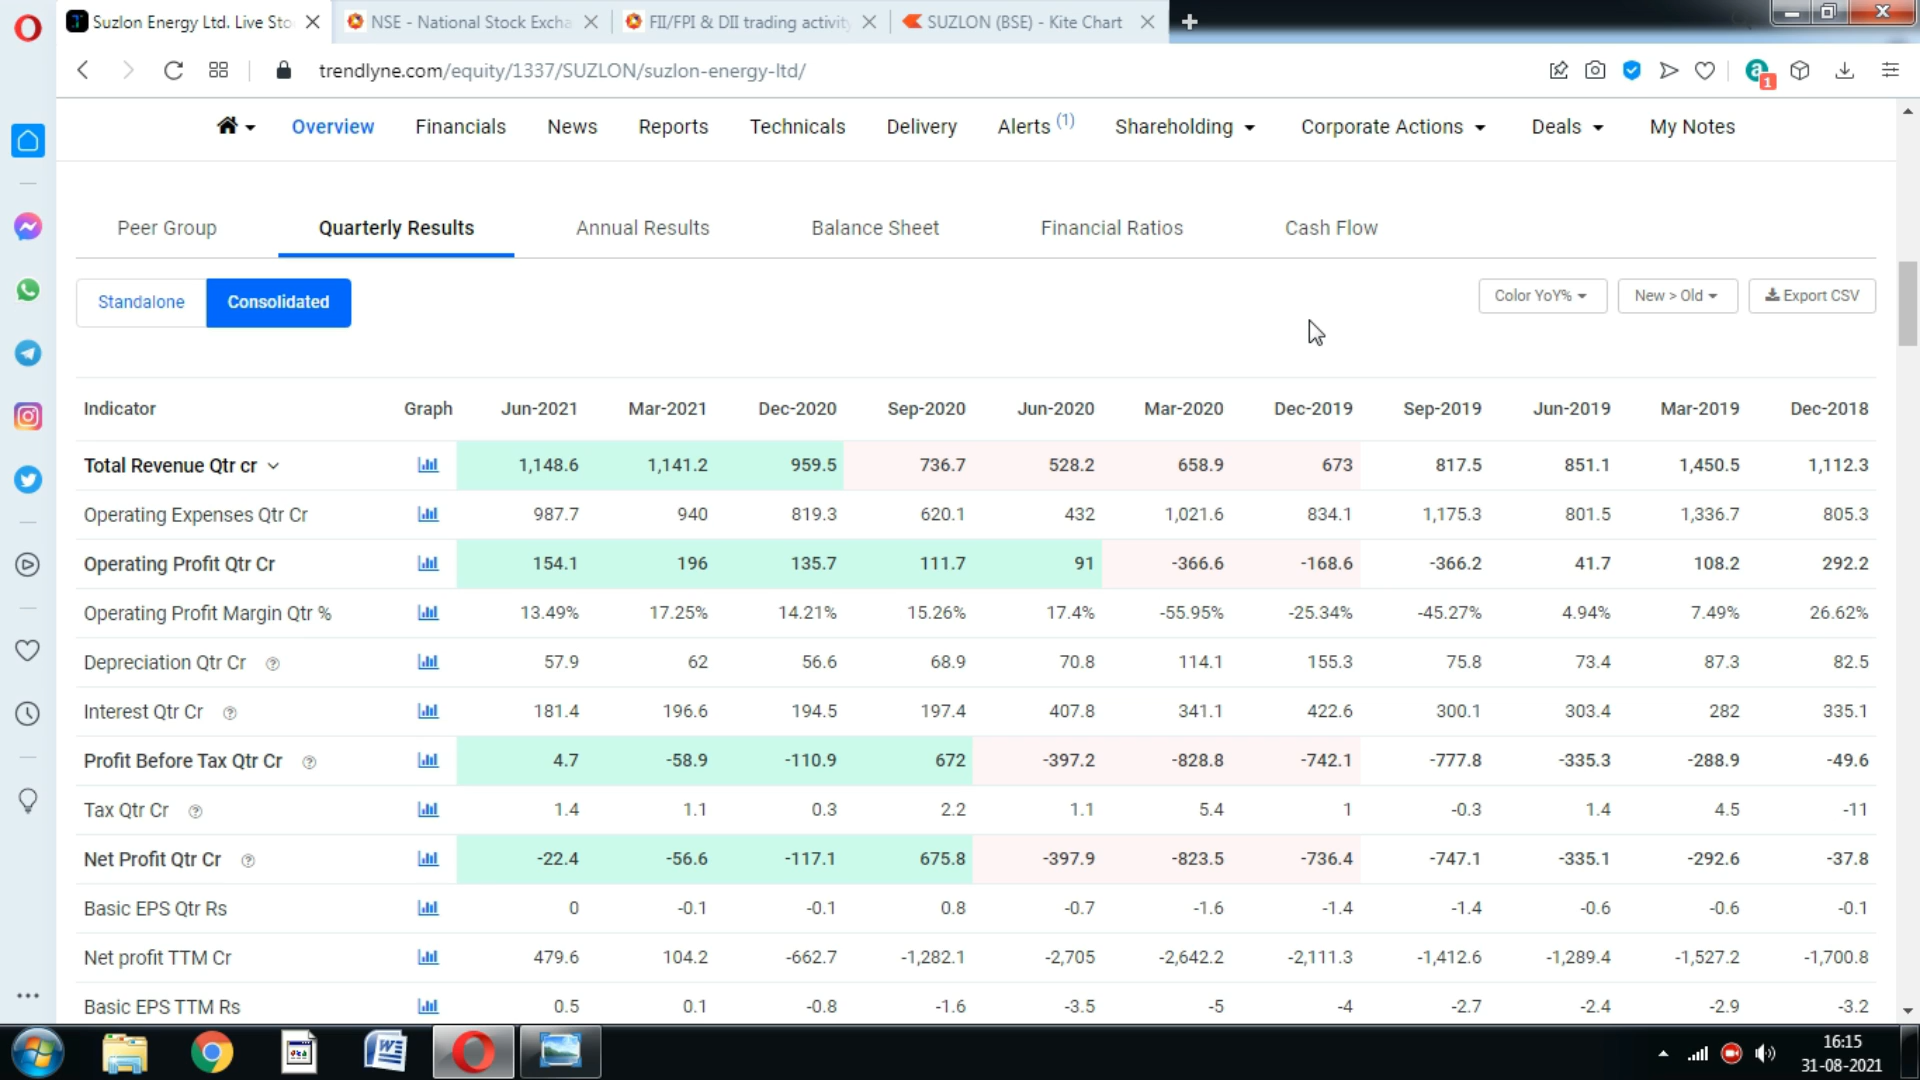 Suzlon Energy Ltd. Live Sto
NSE - National Stock Excha
FII/FPI & DII trading activity
SUZLON (BSE) - Kite Chart
trendlyne.com/equity/1337/SUZLON/suzlon-energy-ltd/
1
Overview Financials News Reports Technicals Delivery Alerts (1) Shareholding Corporate Actions Deals My Notes
Peer Group Quarterly Results Annual Results Balance Sheet Financial Ratios Cash Flow
Standalone Consolidated Color YoY% New > Old Export CSV
Indicator Graph Jun-2021 Mar-2021 Dec-2020 Sep-2020 Jun-2020 Mar-2020 Dec-2019 Sep-2019 Jun-2019 Mar-2019 Dec-2018
Total Revenue Qtr cr 1,148.6 1,141.2 959.5 736.7 528.2 658.9 673 817.5 851.1 1,450.5 1,112.3
Operating Expenses Qtr Cr 987.7 940 819.3 620.1 432 1,021.6 834.1 1,175.3 801.5 1,336.7 805.3
Operating Profit Qtr Cr 154.1 196 135.7 111.7 91 -366.6 -168.6 -366.2 41.7 108.2 292.2
Operating Profit Margin Qtr % 13.49% 17.25% 14.21% 15.26% 17.4% -55.95% -25.34% -45.27% 4.94% 7.49% 26.62%
Depreciation Qtr Cr 57.9 62 56.6 68.9 70.8 114.1 155.3 75.8 73.4 87.3 82.5
Interest Qtr Cr 181.4 196.6 194.5 197.4 407.8 341.1 422.6 300.1 303.4 282 335.1
Profit Before Tax Qtr Cr 4.7 -58.9 -110.9 672 -397.2 -828.8 -742.1 -777.8 -335.3 -288.9 -49.6
Tax Qtr Cr 1.4 1.1 0.3 2.2 1.1 5.4 1 -0.3 1.4 4.5 -11
Net Profit Qtr Cr -22.4 -56.6 -117.1 675.8 -397.9 -823.5 -736.4 -747.1 -335.1 -292.6 -37.8
Basic EPS Qtr Rs 0 -0.1 -0.1 0.8 -0.7 -1.6 -1.4 -1.4 -0.6 -0.6 -0.1
Net profit TTM Cr 479.6 104.2 -662.7 -1,282.1 -2,705 -2,642.2 -2,111.3 -1,412.6 -1,289.4 -1,527.2 -1,700.8
Basic EPS TTM Rs 0.5 0.1 -0.8 -1.6 -3.5 -5 -4 -2.7 -2.4 -2.9 -3.2
16:15
31-08-2021